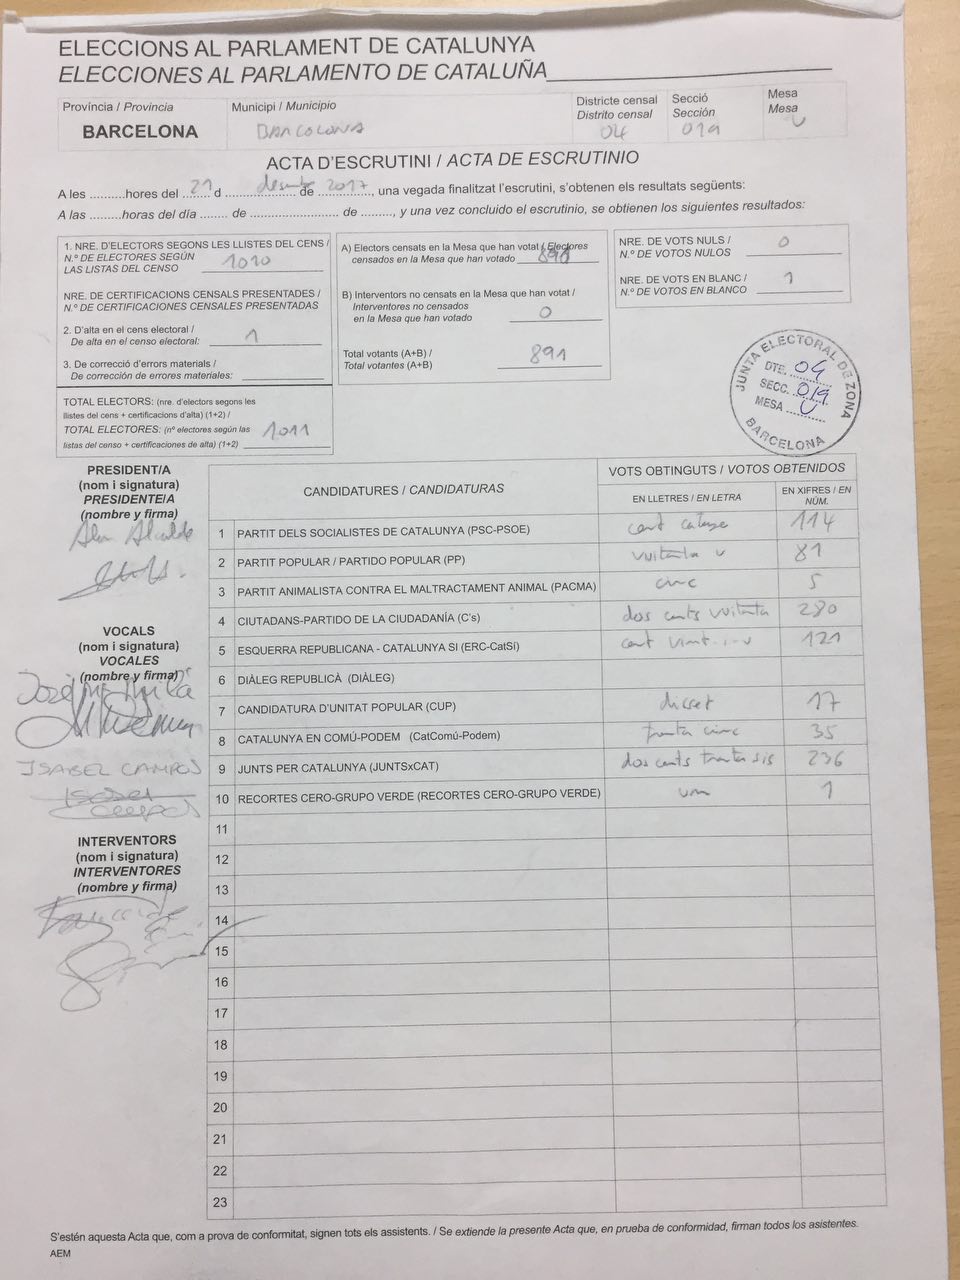 ELECCIONS AL PARLAMENT DE CATALUNYA
ELECCIONES AL PARLAMENTO DE CATALUÑA
Província / Provincia
BARCELONA
Municipi / Municipio
BARCOLONA
Districte censal
Distrito censal
04
Secció
Sección
019
Mesa
Mesa
U
ACTA D'ESCRUTINI / ACTA DE ESCRUTINIO
A les ..........hores del 21 d desembre de 2017, una vegada finalitzat l'escrutini, s'obtenen els resultats següents:
A las .........horas del día ....... de ...................... de ........, y una vez concluido el escrutinio, se obtienen los siguientes resultados:
1. NRE. D'ELECTORS SEGONS LES LLISTES DEL CENS /
N.º DE ELECTORES SEGÚN
LAS LISTAS DEL CENSO 1010
NRE. DE CERTIFICACIONS CENSALS PRESENTADES /
N.º DE CERTIFICACIONES CENSALES PRESENTADAS
2. D'alta en el cens electoral /
De alta en el censo electoral: 1
3. De correcció d'errors materials /
De corrección de errores materiales:
TOTAL ELECTORS: (nre. d'electors segons les
llistes del cens + certificacions d'alta) (1+2) /
TOTAL ELECTORES: (nº electores según las
listas del censo + certificaciones de alta) (1+2) 1011
A) Electors censats en la Mesa que han votat / Electores
censados en la Mesa que han votado 891
B) Interventors no censats en la Mesa que han votat /
Interventores no censados
en la Mesa que han votado 0
Total votants (A+B) /
Total votantes (A+B) 891
NRE. DE VOTS NULS /
N.º DE VOTOS NULOS 0
NRE. DE VOTS EN BLANC /
N.º DE VOTOS EN BLANCO 1
JUNTA ELECTORAL DE ZONA
DTE. 04
SECC. 019
MESA U
BARCELONA
PRESIDENT/A
(nom i signatura)
PRESIDENTE/A
(nombre y firma)
Alcalde
VOCALS
(nom i signatura)
VOCALES
(nombre y firma)
ISABEL CAMPOS
Isabel
Campos
INTERVENTORS
(nom i signatura)
INTERVENTORES
(nombre y firma)
CANDIDATURES / CANDIDATURAS
VOTS OBTINGUTS / VOTOS OBTENIDOS
EN LLETRES / EN LETRA
EN XIFRES / EN NÚM.
1 PARTIT DELS SOCIALISTES DE CATALUNYA (PSC-PSOE) cent catorze 114
2 PARTIT POPULAR / PARTIDO POPULAR (PP) vuitanta u 81
3 PARTIT ANIMALISTA CONTRA EL MALTRACTAMENT ANIMAL (PACMA) cinc 5
4 CIUTADANS-PARTIDO DE LA CIUDADANÍA (C's) dos cents vuitanta 280
5 ESQUERRA REPUBLICANA - CATALUNYA SI (ERC-CatSí) cent vint-i-u 121
6 DIÀLEG REPUBLICÀ (DIÀLEG)
7 CANDIDATURA D'UNITAT POPULAR (CUP) disset 17
8 CATALUNYA EN COMÚ-PODEM (CatComú-Podem) trenta cinc 35
9 JUNTS PER CATALUNYA (JUNTSxCAT) dos cents trenta sis 236
10 RECORTES CERO-GRUPO VERDE (RECORTES CERO-GRUPO VERDE) un 1
11
12
13
14
15
16
17
18
19
20
21
22
23
S'estén aquesta Acta que, com a prova de conformitat, signen tots els assistents. / Se extiende la presente Acta que, en prueba de conformidad, firman todos los asistentes.
AEM